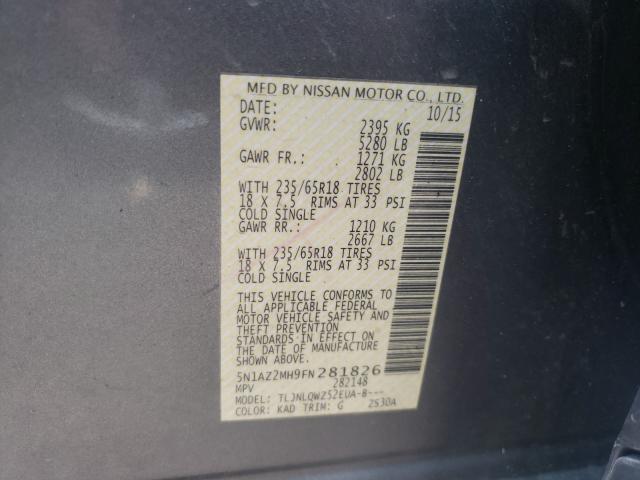 MFD BY NISSAN MOTOR CO., LTD.
DATE: 10/15
GVWR: 2395 KG
5280 LB
GAWR FR.: 1271 KG
2802 LB
WITH 235/65R18 TIRES
18 X 7.5 RIMS AT 33 PSI
COLD SINGLE
GAWR RR.: 1210 KG
2667 LB
WITH 235/65R18 TIRES
18 X 7.5 RIMS AT 33 PSI
COLD SINGLE
THIS VEHICLE CONFORMS TO
ALL APPLICABLE FEDERAL
MOTOR VEHICLE SAFETY AND
THEFT PREVENTION
STANDARDS IN EFFECT ON
THE DATE OF MANUFACTURE
SHOWN ABOVE.
5N1AZ2MH9FN281826
MPV 282148
MODEL: TLJNLQWZ52EUA-B---
COLOR: KAD TRIM: G 2S30A